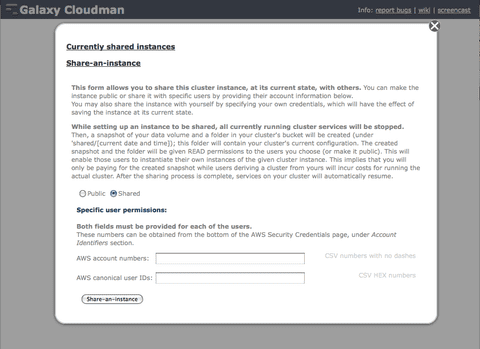 Galaxy Cloudman
Info: report bugs | wiki | screencast
Currently shared instances
Share-an-instance
This form allows you to share this cluster instance, at its current state, with others. You can make the
instance public or share it with specific users by providing their account information below.
You may also share the instance with yourself by specifying your own credentials, which will have the effect of
saving the instance at its current state.
While setting up an instance to be shared, all currently running cluster services will be stopped.
Then, a snapshot of your data volume and a folder in your cluster's bucket will be created (under
'shared/[current date and time]); this folder will contain your cluster's current configuration. The created
snapshot and the folder will be given READ permissions to the users you choose (or make it public). This will
enable those users to instantiate their own instances of the given cluster instance. This implies that you will
only be paying for the created snapshot while users deriving a cluster from yours will incur costs for running the
actual cluster. After the sharing process is complete, services on your cluster will automatically resume.
Public Shared
Specific user permissions:
Both fields must be provided for each of the users.
These numbers can be obtained from the bottom of the AWS Security Credentials page, under Account
Identifiers section.
AWS account numbers: CSV numbers with no dashes
AWS canonical user IDs: CSV HEX numbers
Share-an-instance